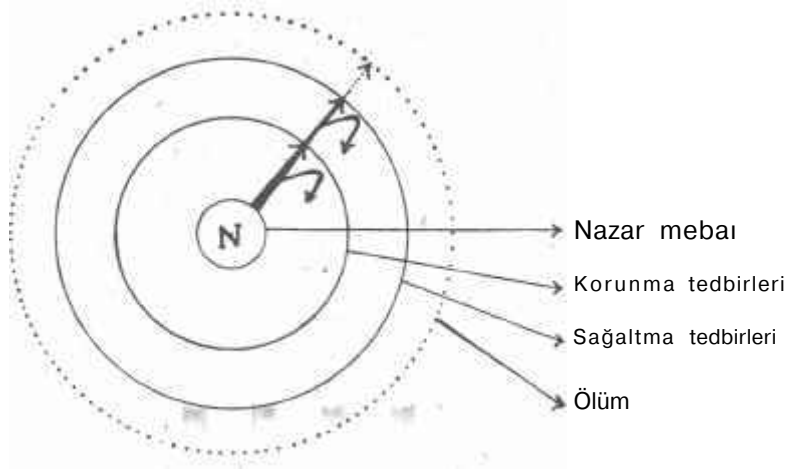 N
Nazar mebaı
Korunma tedbirleri
Sağaltma tedbirleri
Ölüm